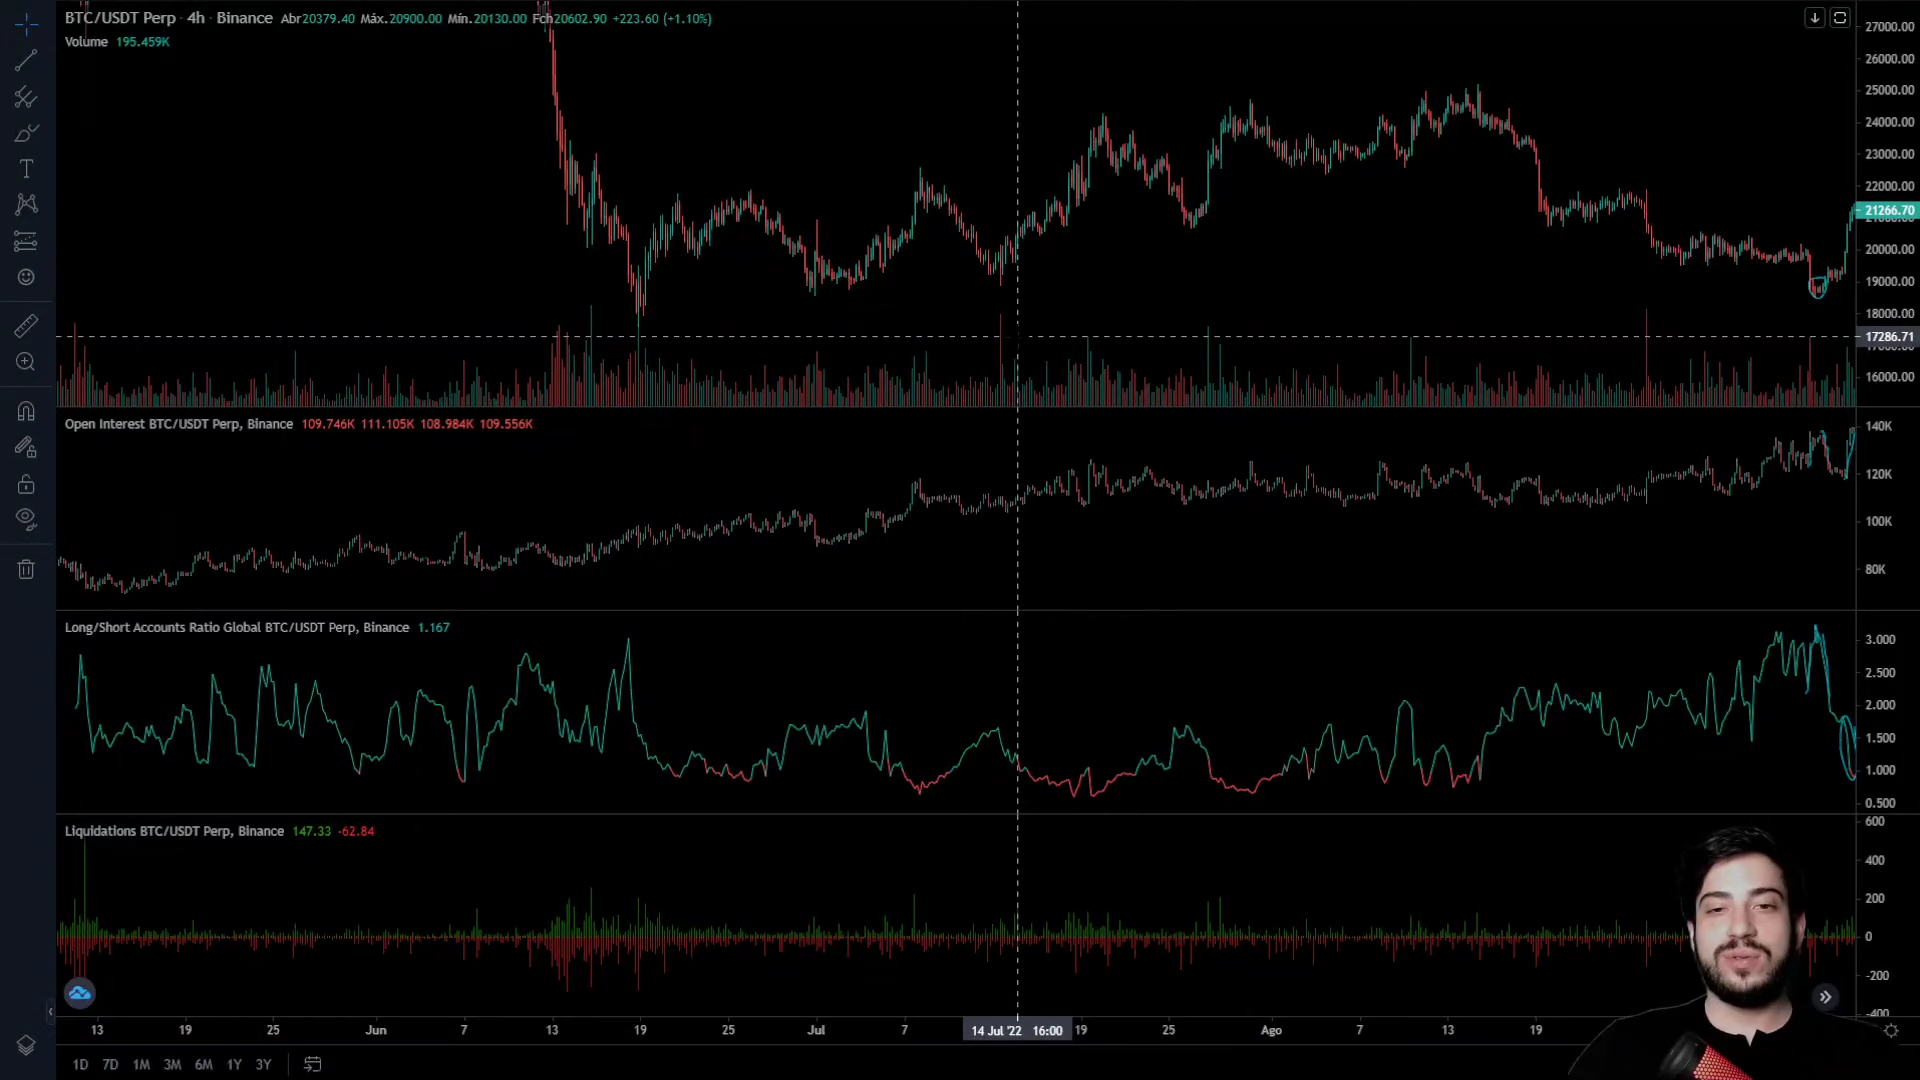 BTC/USDT Perp · 4h · Binance Abr20379.40 Máx.20900.00 Mín.20130.00 Fch20602.90 +223.60 (+1.10%)
Volume 195.459K
27000.00
26000.00
25000.00
24000.00
23000.00
22000.00
21266.70
20000.00
19000.00
18000.00
17286.71
16000.00
Open Interest BTC/USDT Perp, Binance 109.746K 111.105K 108.984K 109.556K
140K
120K
100K
80K
Long/Short Accounts Ratio Global BTC/USDT Perp, Binance 1.167
3.000
2.500
2.000
1.500
1.000
0.500
Liquidations BTC/USDT Perp, Binance 147.33 -62.84
600
400
200
0
-200
-400
13 19 25 Jun 7 13 19 25 Jul 7 14 Jul '22 16:00 19 25 Ago 7 13 19
1D 7D 1M 3M 6M 1Y 3Y